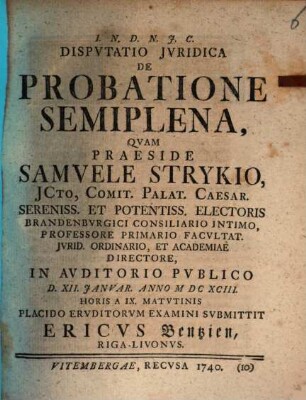 6
I. N. D. N. J. C.
DISPVTATIO JVRIDICA
DE
PROBATIONE
SEMIPLENA,
QVAM
PRAESIDE
SAMVELE STRYKIO,
JCTO, COMIT. PALAT. CAESAR.
SERENISS. ET POTENTISS. ELECTORIS
BRANDENBVRGICI CONSILIARIO INTIMO,
PROFESSORE PRIMARIO FACVLTAT.
JVRID. ORDINARIO, ET ACADEMIAE
DIRECTORE,
IN AVDITORIO PVBLICO
D. XII. JANVAR. ANNO M DC XCIII.
HORIS A IX. MATVTINIS
PLACIDO ERVDITORVM EXAMINI SVBMITTIT
ERICVS Bentzien,
RIGA-LIVONVS.
VITEMBERGAE, RECVSA 1740. (10)